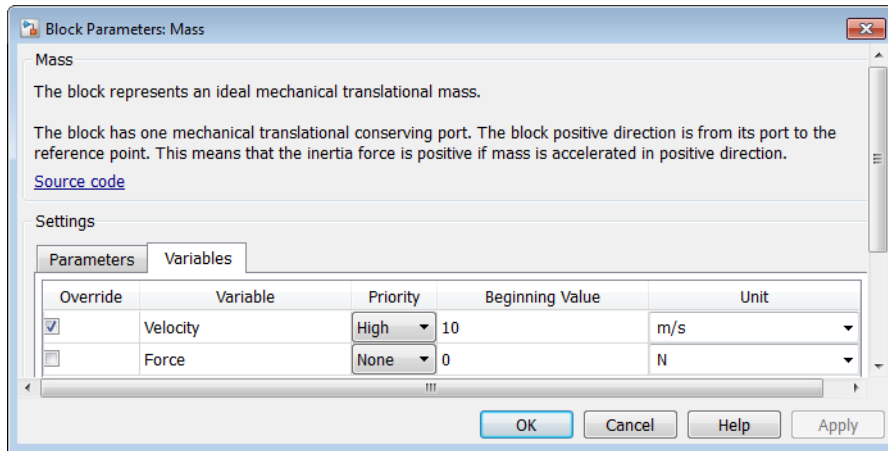 Block Parameters: Mass
Mass
The block represents an ideal mechanical translational mass.
The block has one mechanical translational conserving port. The block positive direction is from its port to the
reference point. This means that the inertia force is positive if mass is accelerated in positive direction.
Source code
Settings
Parameters Variables
Override Variable Priority Beginning Value Unit
Velocity High 10 m/s
Force None 0 N
OK Cancel Help Apply